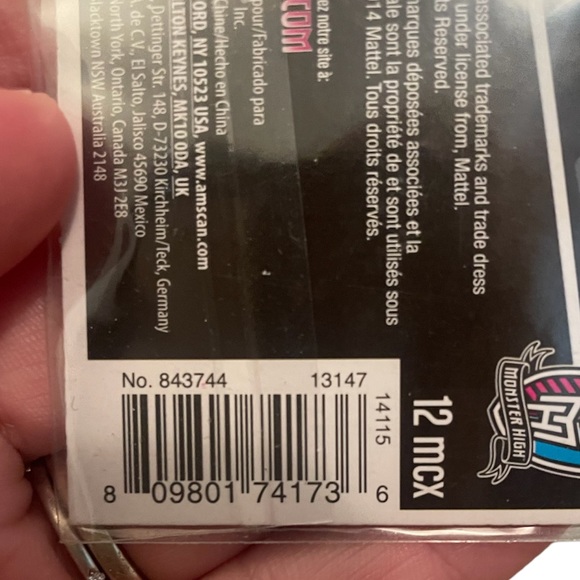 associated trademarks and trade dress
under license from, Mattel.
ts Reserved.
marques déposées associées et la
ale sont la propriété de et sont utilisés sous
14 Mattel. Tous droits réservés.
ez notre site à:
COM
pour/Fabricado para
Inc.
Chine/Hecho en China
ORD, NY 10523 USA, www.amscan.com
LTON KEYNES, MK10 0DA, UK
Dettinger Str. 148, D-73230 Kirchheim/Teck, Germany
. de C.V., El Salto, Jalisco 45690 Mexico
North York, Ontario, Canada M3J 2E8
lacktown NSW Australia 2148
No. 843744 13147
14115
8 09801 74173 6
12 mcx
MONSTER HIGH